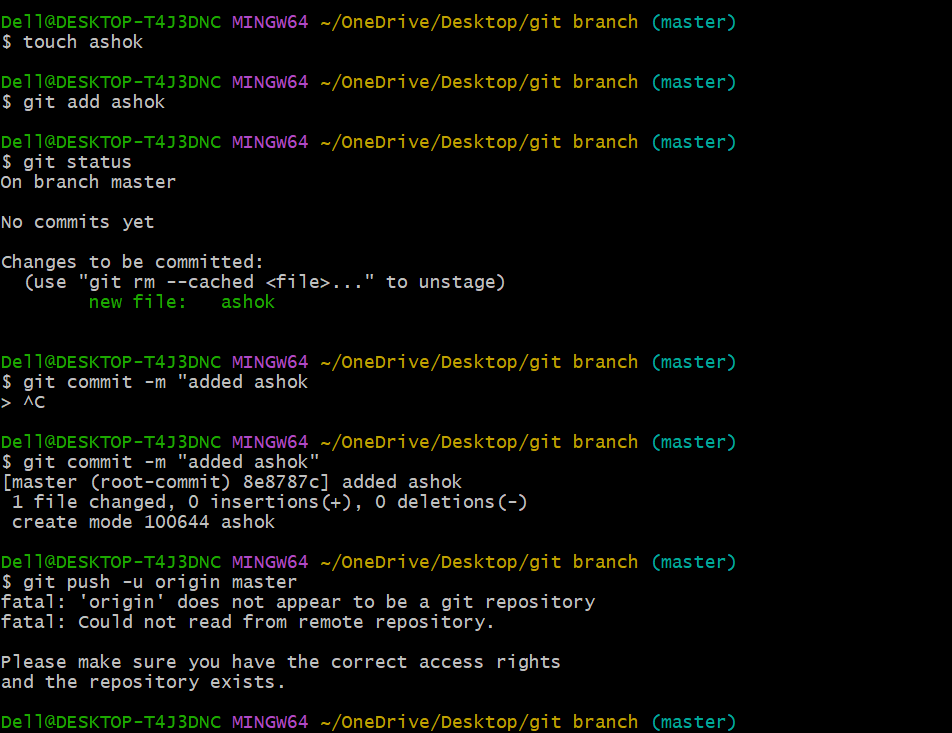 Dell@DESKTOP-T4J3DNC MINGW64 ~/OneDrive/Desktop/git branch (master)
$ touch ashok
Dell@DESKTOP-T4J3DNC MINGW64 ~/OneDrive/Desktop/git branch (master)
$ git add ashok
Dell@DESKTOP-T4J3DNC MINGW64 ~/OneDrive/Desktop/git branch (master)
$ git status
On branch master
No commits yet
Changes to be committed:
  (use "git rm --cached <file>..." to unstage)
        new file:   ashok
Dell@DESKTOP-T4J3DNC MINGW64 ~/OneDrive/Desktop/git branch (master)
$ git commit -m "added ashok
> ^C
Dell@DESKTOP-T4J3DNC MINGW64 ~/OneDrive/Desktop/git branch (master)
$ git commit -m "added ashok"
[master (root-commit) 8e8787c] added ashok
 1 file changed, 0 insertions(+), 0 deletions(-)
 create mode 100644 ashok
Dell@DESKTOP-T4J3DNC MINGW64 ~/OneDrive/Desktop/git branch (master)
$ git push -u origin master
fatal: 'origin' does not appear to be a git repository
fatal: Could not read from remote repository.
Please make sure you have the correct access rights
and the repository exists.
Dell@DESKTOP-T4J3DNC MINGW64 ~/OneDrive/Desktop/git branch (master)